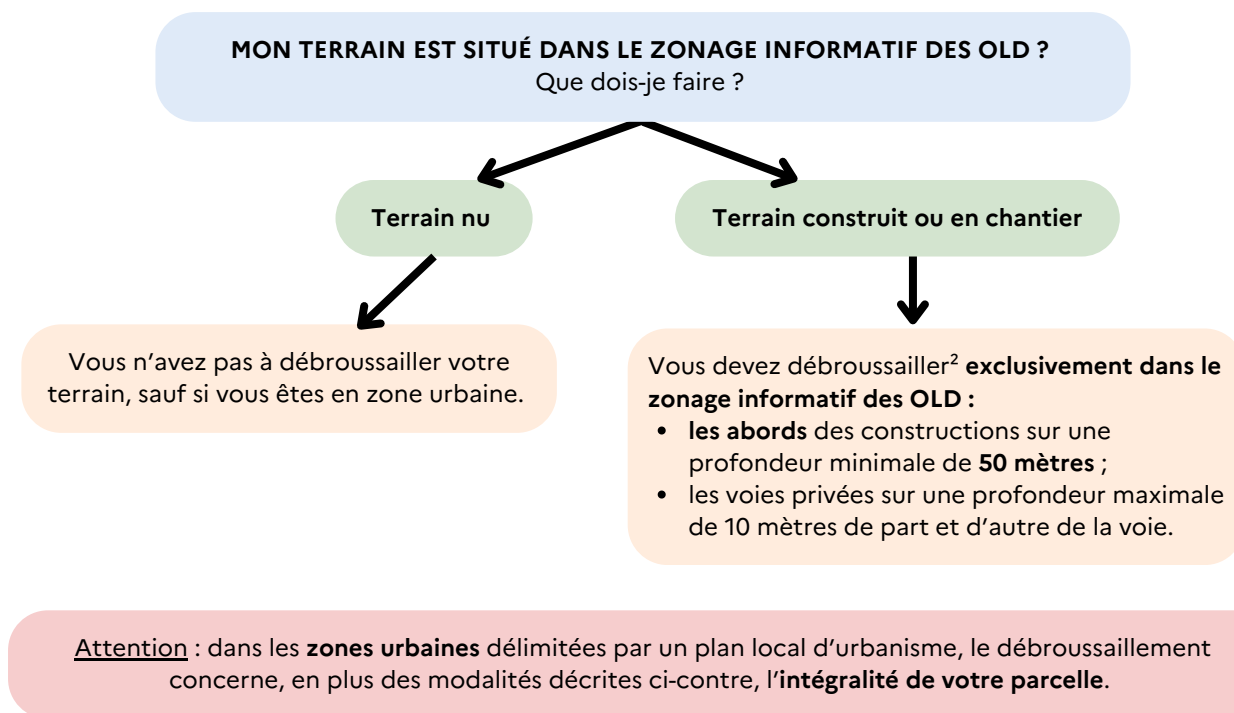 MON TERRAIN EST SITUÉ DANS LE ZONAGE INFORMATIF DES OLD ?
Que dois-je faire ?
Terrain nu
Terrain construit ou en chantier
Vous n’avez pas à débroussailler votre
terrain, sauf si vous êtes en zone urbaine.
Vous devez débroussailler² exclusivement dans le
zonage informatif des OLD :
• les abords des constructions sur une
profondeur minimale de 50 mètres ;
• les voies privées sur une profondeur maximale
de 10 mètres de part et d’autre de la voie.
Attention : dans les zones urbaines délimitées par un plan local d’urbanisme, le débroussaillement
concerne, en plus des modalités décrites ci-contre, l’intégralité de votre parcelle.